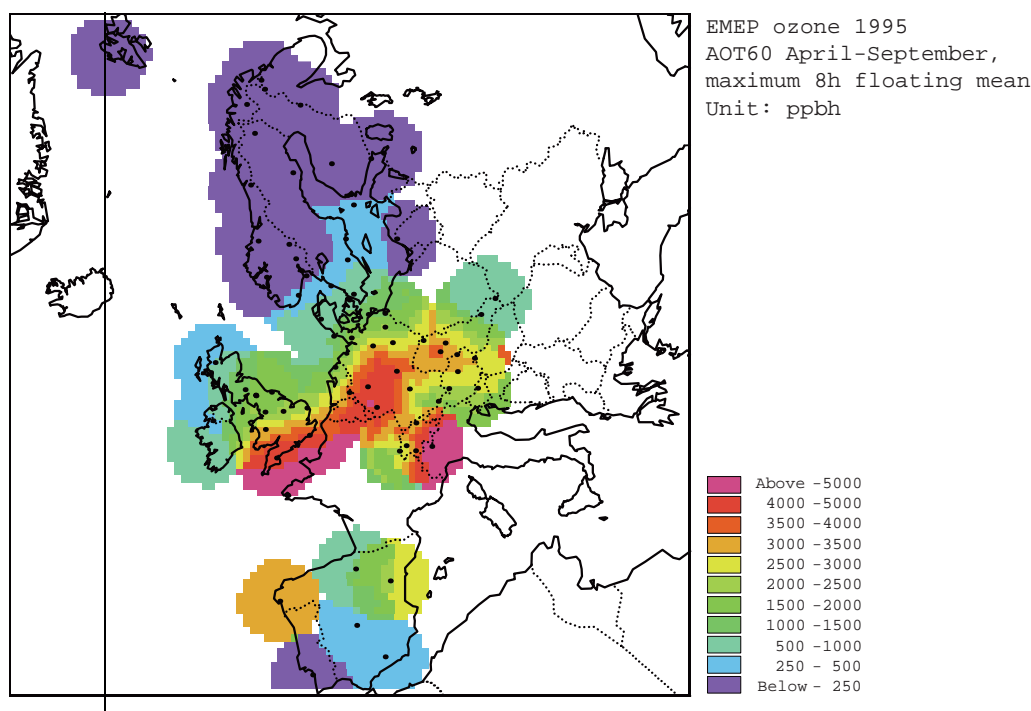 EMEP ozone 1995
AOT60 April-September,
maximum 8h floating mean
Unit: ppbh
Above -5000
4000 -5000
3500 -4000
3000 -3500
2500 -3000
2000 -2500
1500 -2000
1000 -1500
500 -1000
250 - 500
Below - 250